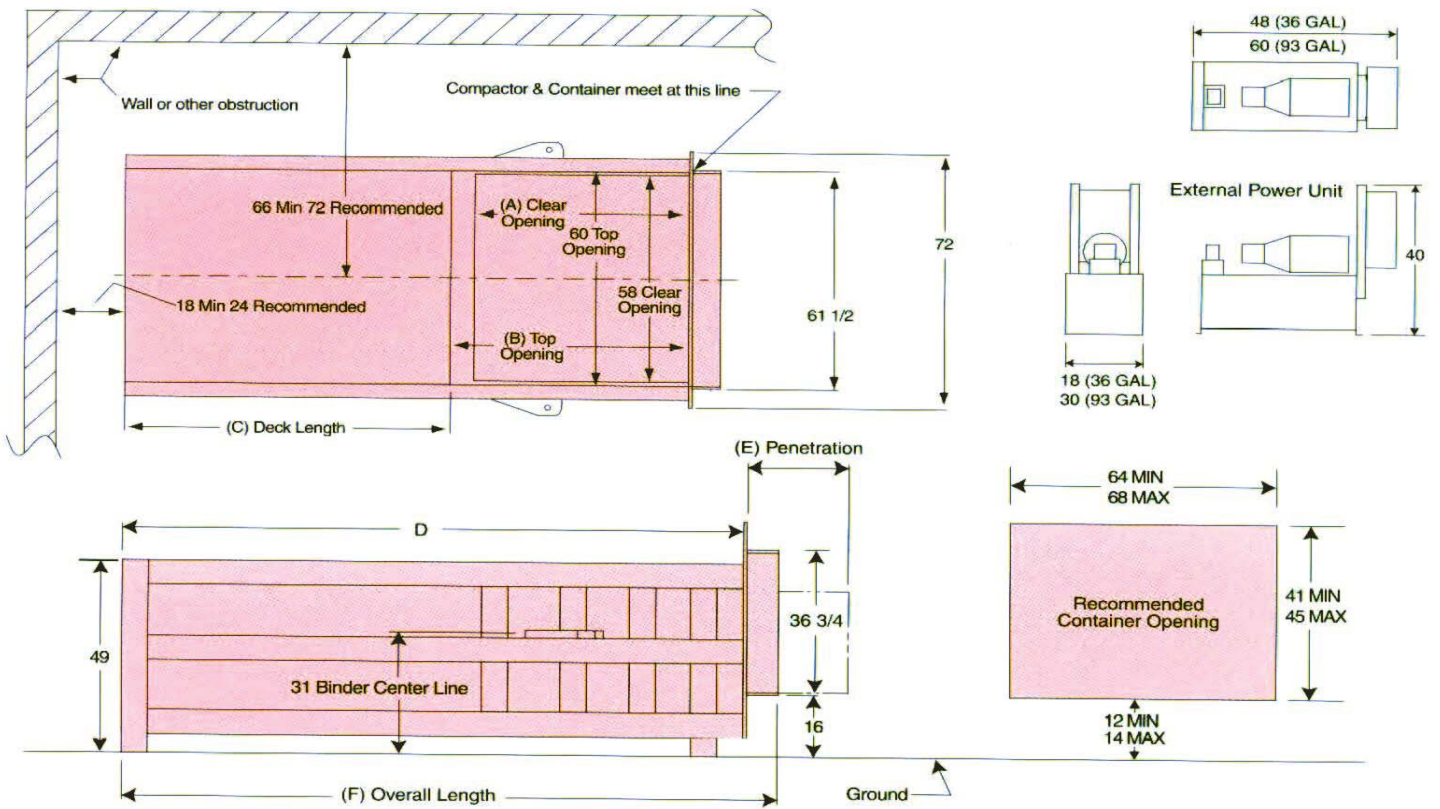 48 (36 GAL)
60 (93 GAL)
Wall or other obstruction
Compactor & Container meet at this line
External Power Unit
66 Min 72 Recommended
(A) Clear
Opening
60 Top
Opening
72
40
58 Clear
Opening
18 Min 24 Recommended
61 1/2
(B) Top
Opening
18 (36 GAL)
30 (93 GAL)
(C) Deck Length
(E) Penetration
64 MIN
68 MAX
D
36 3/4
Recommended
Container Opening
41 MIN
45 MAX
49
31 Binder Center Line
16
12 MIN
14 MAX
(F) Overall Length
Ground